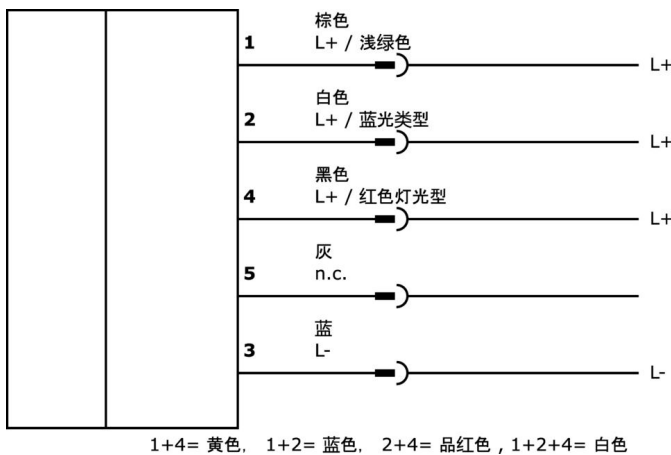 棕色
1 L+ / 浅绿色
L+
白色
2 L+ / 蓝光类型
L+
黑色
4 L+ / 红色灯光型
L+
灰
5 n.c.
蓝
3 L-
L-
1+4= 黄色, 1+2= 蓝色, 2+4= 品红色 , 1+2+4= 白色